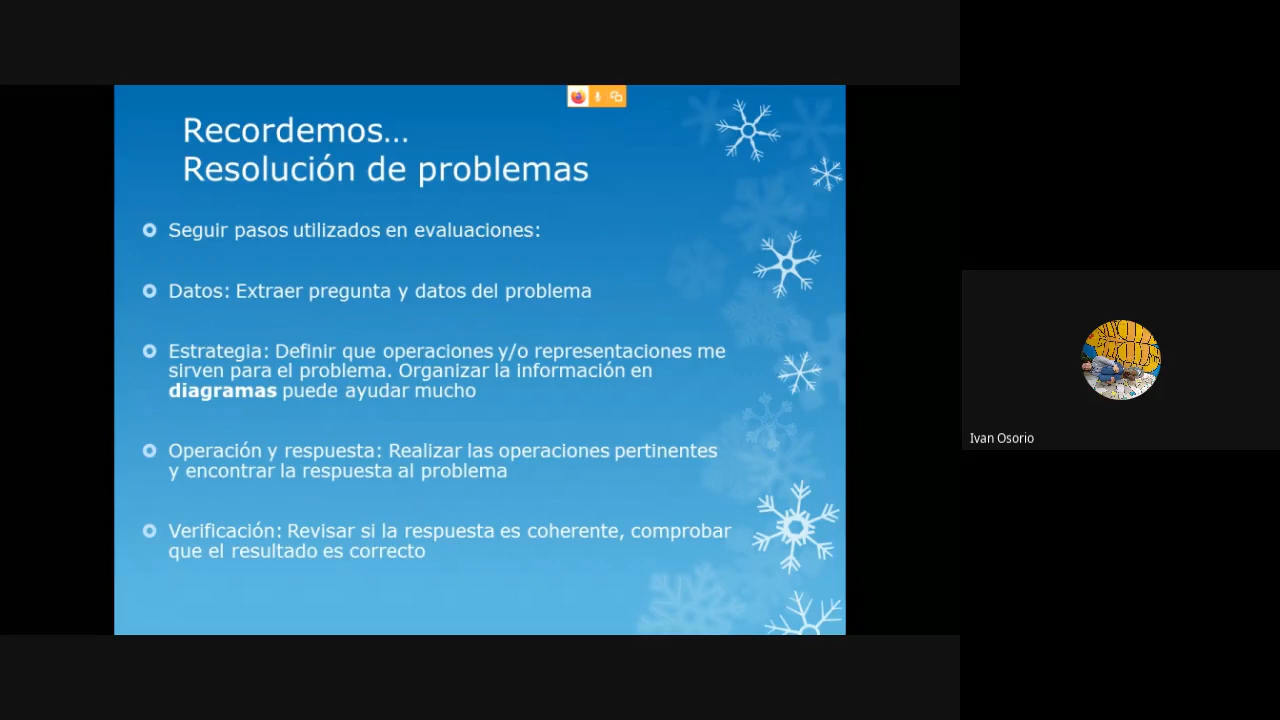 Recordemos...
Resolución de problemas
Seguir pasos utilizados en evaluaciones:
Datos: Extraer pregunta y datos del problema
Estrategia: Definir que operaciones y/o representaciones me
sirven para el problema. Organizar la información en
diagramas puede ayudar mucho
Operación y respuesta: Realizar las operaciones pertinentes
y encontrar la respuesta al problema
Verificación: Revisar si la respuesta es coherente, comprobar
que el resultado es correcto
Ivan Osorio